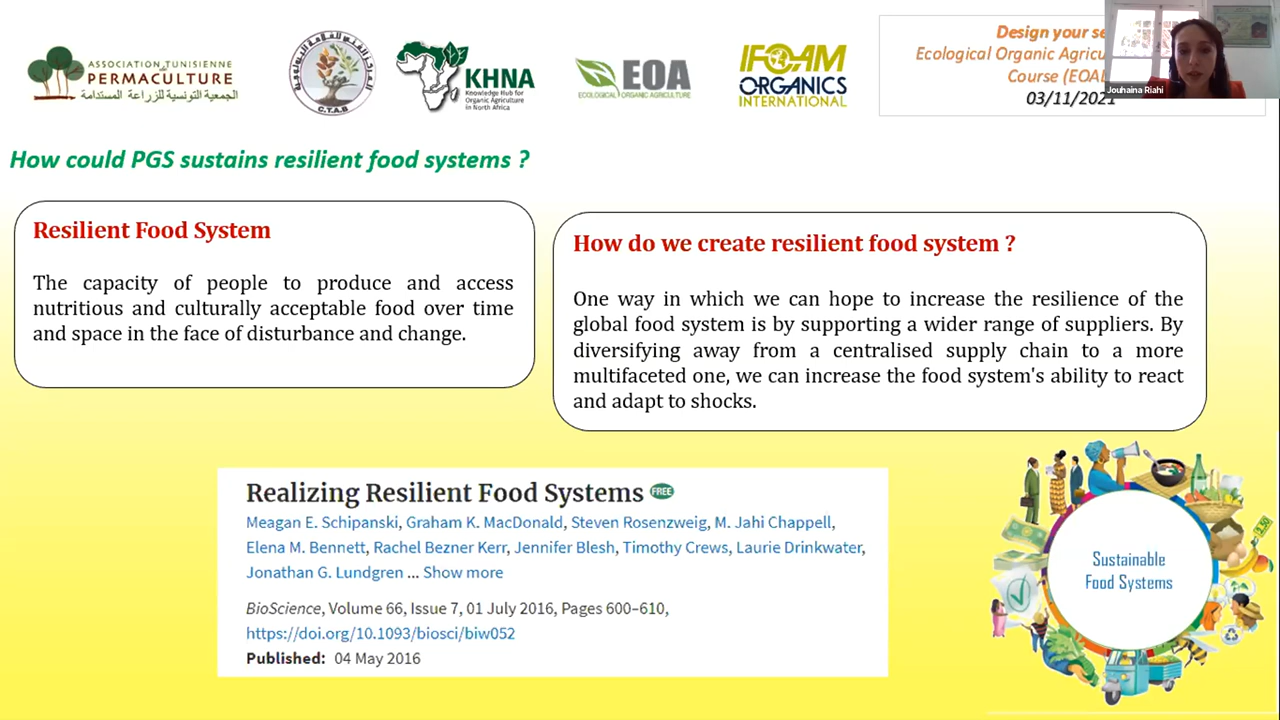 ASSOCIATION TUNISIENNE
PERMACULTURE
الجمعية التونسية للزراعة المستدامة
C.T.A.B
KHNA
Knowledge Hub for
Organic Agriculture
in North Africa
EOA
ECOLOGICAL ORGANIC AGRICULTURE
IFOAM
ORGANICS
INTERNATIONAL
Design your se
Ecological Organic Agricu
Course (EOAL
03/11/2021
Jouhaina Riahi
How could PGS sustains resilient food systems ?
Resilient Food System
The capacity of people to produce and access
nutritious and culturally acceptable food over time
and space in the face of disturbance and change.
How do we create resilient food system ?
One way in which we can hope to increase the resilience of the
global food system is by supporting a wider range of suppliers. By
diversifying away from a centralised supply chain to a more
multifaceted one, we can increase the food system's ability to react
and adapt to shocks.
Realizing Resilient Food Systems FREE
Meagan E. Schipanski, Graham K. MacDonald, Steven Rosenzweig, M. Jahi Chappell,
Elena M. Bennett, Rachel Bezner Kerr, Jennifer Blesh, Timothy Crews, Laurie Drinkwater,
Jonathan G. Lundgren ... Show more
BioScience, Volume 66, Issue 7, 01 July 2016, Pages 600–610,
https://doi.org/10.1093/biosci/biw052
Published: 04 May 2016
Sustainable
Food Systems